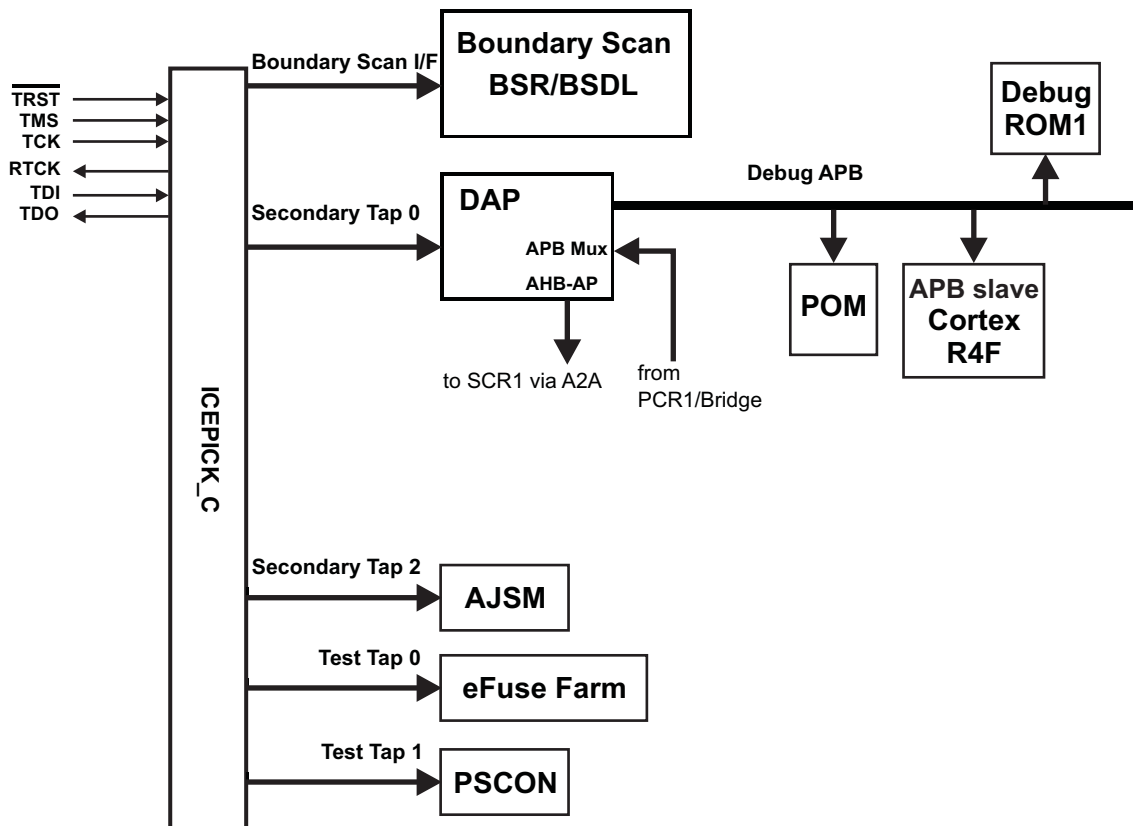 Boundary Scan I/F
Boundary Scan
BSR/BSDL
TRST
TMS
TCK
RTCK
TDI
TDO
ICEPICK_C
Debug
ROM1
Debug APB
Secondary Tap 0
DAP
APB Mux
AHB-AP
POM
APB slave
Cortex
R4F
to SCR1 via A2A
from
PCR1/Bridge
Secondary Tap 2
AJSM
Test Tap 0
eFuse Farm
Test Tap 1
PSCON